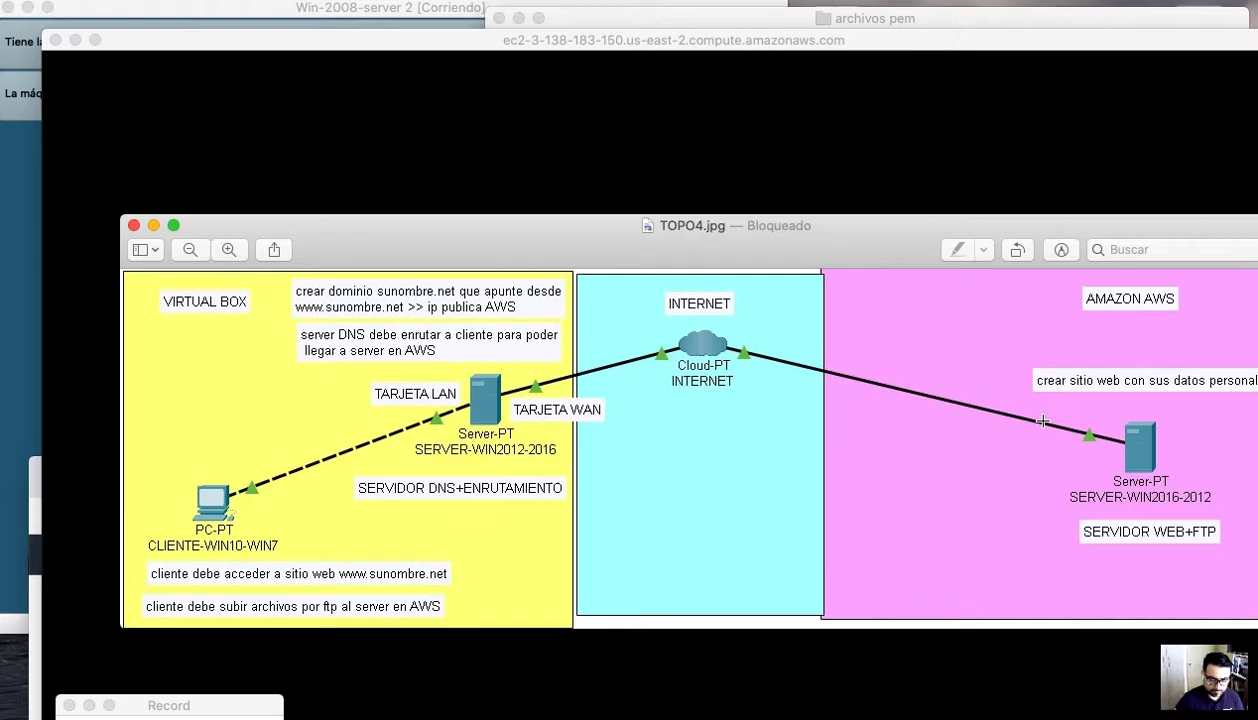 Win-2008-server 2 [Corriendo]
archivos pem
Tiene la
ec2-3-138-183-150.us-east-2.compute.amazonaws.com
La máq
TOPO4.jpg — Bloqueado
Buscar
VIRTUAL BOX
crear dominio sunombre.net que apunte desde
www.sunombre.net >> ip publica AWS
server DNS debe enrutar a cliente para poder
llegar a server en AWS
TARJETA LAN
TARJETA WAN
Server-PT
SERVER-WIN2012-2016
SERVIDOR DNS+ENRUTAMIENTO
PC-PT
CLIENTE-WIN10-WIN7
cliente debe acceder a sitio web www.sunombre.net
cliente debe subir archivos por ftp al server en AWS
INTERNET
Cloud-PT
INTERNET
AMAZON AWS
crear sitio web con sus datos personal
Server-PT
SERVER-WIN2016-2012
SERVIDOR WEB+FTP
Record